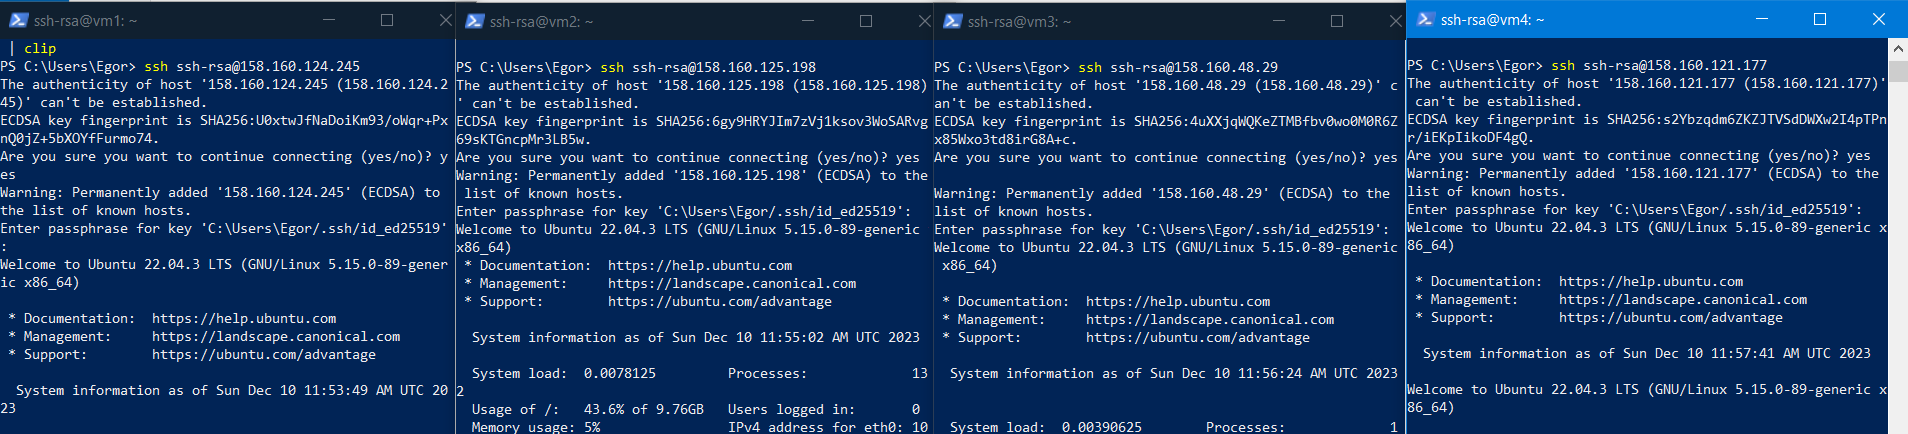 ssh-rsa@vm1: ~
| clip
PS C:\Users\Egor> ssh ssh-rsa@158.160.124.245
The authenticity of host '158.160.124.245 (158.160.124.2
45)' can't be established.
ECDSA key fingerprint is SHA256:U0xtwJfNaDoiKm93/oWqr+Px
nQ0jZ+5bXOYfFurmo74.
Are you sure you want to continue connecting (yes/no)? y
es
Warning: Permanently added '158.160.124.245' (ECDSA) to
the list of known hosts.
Enter passphrase for key 'C:\Users\Egor/.ssh/id_ed25519'
:
Welcome to Ubuntu 22.04.3 LTS (GNU/Linux 5.15.0-89-gener
ic x86_64)
* Documentation: https://help.ubuntu.com
* Management: https://landscape.canonical.com
* Support: https://ubuntu.com/advantage
System information as of Sun Dec 10 11:53:49 AM UTC 20
23
ssh-rsa@vm2: ~
PS C:\Users\Egor> ssh ssh-rsa@158.160.125.198
The authenticity of host '158.160.125.198 (158.160.125.198)
' can't be established.
ECDSA key fingerprint is SHA256:6gy9HRYJIm7zVj1ksov3WoSARvg
69sKTGncpMr3LB5w.
Are you sure you want to continue connecting (yes/no)? yes
Warning: Permanently added '158.160.125.198' (ECDSA) to the
list of known hosts.
Enter passphrase for key 'C:\Users\Egor/.ssh/id_ed25519':
Welcome to Ubuntu 22.04.3 LTS (GNU/Linux 5.15.0-89-generic
x86_64)
* Documentation: https://help.ubuntu.com
* Management: https://landscape.canonical.com
* Support: https://ubuntu.com/advantage
System information as of Sun Dec 10 11:55:02 AM UTC 2023
System load: 0.0078125 Processes: 13
2
Usage of /: 43.6% of 9.76GB Users logged in: 0
Memory usage: 5% IPv4 address for eth0: 10
ssh-rsa@vm3: ~
PS C:\Users\Egor> ssh ssh-rsa@158.160.48.29
The authenticity of host '158.160.48.29 (158.160.48.29)' c
an't be established.
ECDSA key fingerprint is SHA256:4uXXjqWQKeZTMBfbv0wo0M0R6Z
x85Wxo3td8irG8A+c.
Are you sure you want to continue connecting (yes/no)? yes
Warning: Permanently added '158.160.48.29' (ECDSA) to the
list of known hosts.
Enter passphrase for key 'C:\Users\Egor/.ssh/id_ed25519':
Welcome to Ubuntu 22.04.3 LTS (GNU/Linux 5.15.0-89-generic
x86_64)
* Documentation: https://help.ubuntu.com
* Management: https://landscape.canonical.com
* Support: https://ubuntu.com/advantage
System information as of Sun Dec 10 11:56:24 AM UTC 2023
System load: 0.00390625 Processes: 1
ssh-rsa@vm4: ~
PS C:\Users\Egor> ssh ssh-rsa@158.160.121.177
The authenticity of host '158.160.121.177 (158.160.121.177)'
can't be established.
ECDSA key fingerprint is SHA256:s2Ybzqdm6ZKZJTVSdDWXw2I4pTPn
r/iEKpIikoDF4gQ.
Are you sure you want to continue connecting (yes/no)? yes
Warning: Permanently added '158.160.121.177' (ECDSA) to the
list of known hosts.
Enter passphrase for key 'C:\Users\Egor/.ssh/id_ed25519':
Welcome to Ubuntu 22.04.3 LTS (GNU/Linux 5.15.0-89-generic x
86_64)
* Documentation: https://help.ubuntu.com
* Management: https://landscape.canonical.com
* Support: https://ubuntu.com/advantage
System information as of Sun Dec 10 11:57:41 AM UTC 2023
Welcome to Ubuntu 22.04.3 LTS (GNU/Linux 5.15.0-89-generic x
86_64)